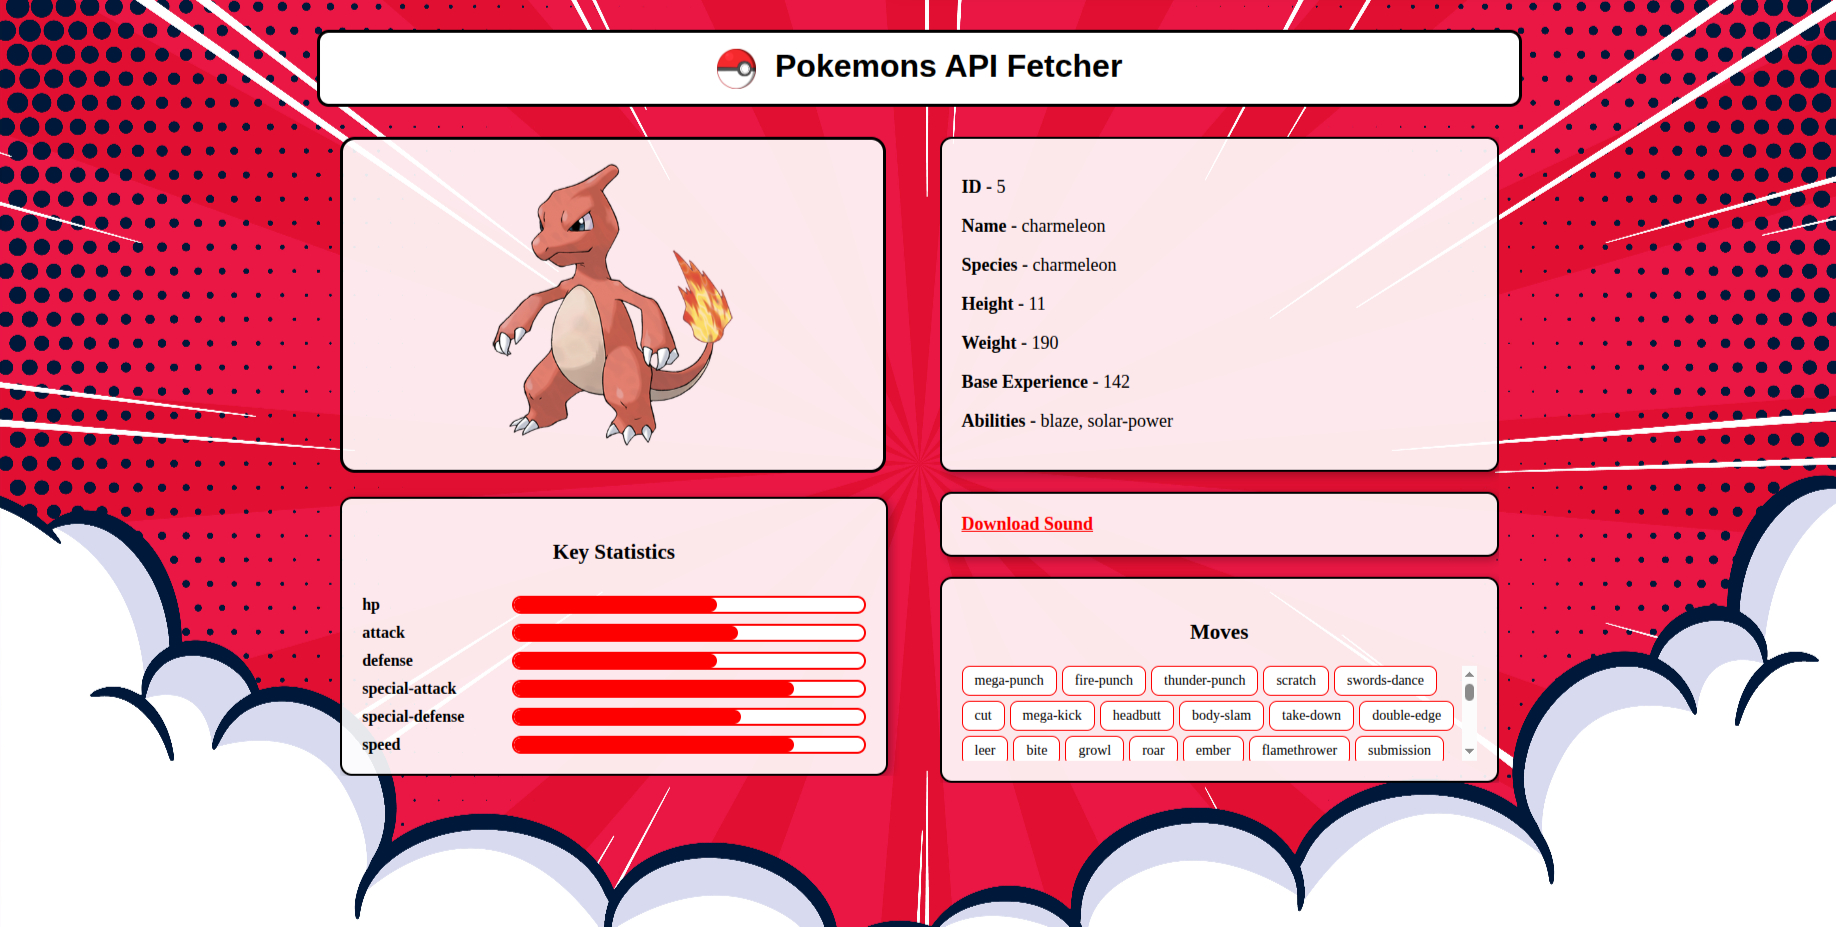 Pokemons API Fetcher
ID - 5
Name - charmeleon
Species - charmeleon
Height - 11
Weight - 190
Base Experience - 142
Abilities - blaze, solar-power
Key Statistics
hp
attack
defense
special-attack
special-defense
speed
Download Sound
Moves
mega-punch fire-punch thunder-punch scratch swords-dance
cut mega-kick headbutt body-slam take-down double-edge
leer bite growl roar ember flamethrower submission